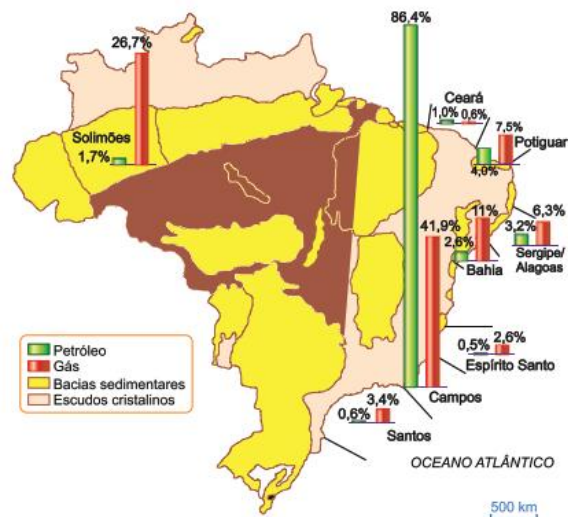 86,4%
26,7%
Solimões
1,7%
Ceará
1,0% 0,6%
7,5%
Potiguar
4,0%
41,9%
11%
2,6%
Bahia
6,3%
3,2%
Sergipe/
Alagoas
Petróleo
Gás
Bacias sedimentares
Escudos cristalinos
0,5% 2,6%
Espírito Santo
Campos
3,4%
0,6%
Santos
OCEANO ATLÂNTICO
500 km